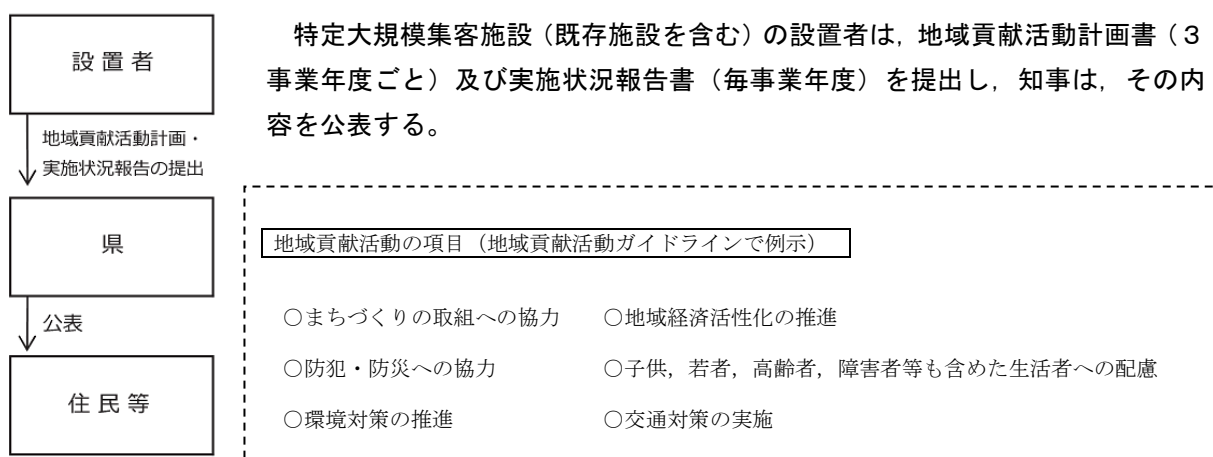 設置者
地域貢献活動計画・
実施状況報告の提出
県
公表
住民等
特定大規模集客施設（既存施設を含む）の設置者は，地域貢献活動計画書（３
事業年度ごと）及び実施状況報告書（毎事業年度）を提出し，知事は，その内
容を公表する。
地域貢献活動の項目（地域貢献活動ガイドラインで例示）
○まちづくりの取組への協力　○地域経済活性化の推進
○防犯・防災への協力　○子供，若者，高齢者，障害者等も含めた生活者への配慮
○環境対策の推進　○交通対策の実施